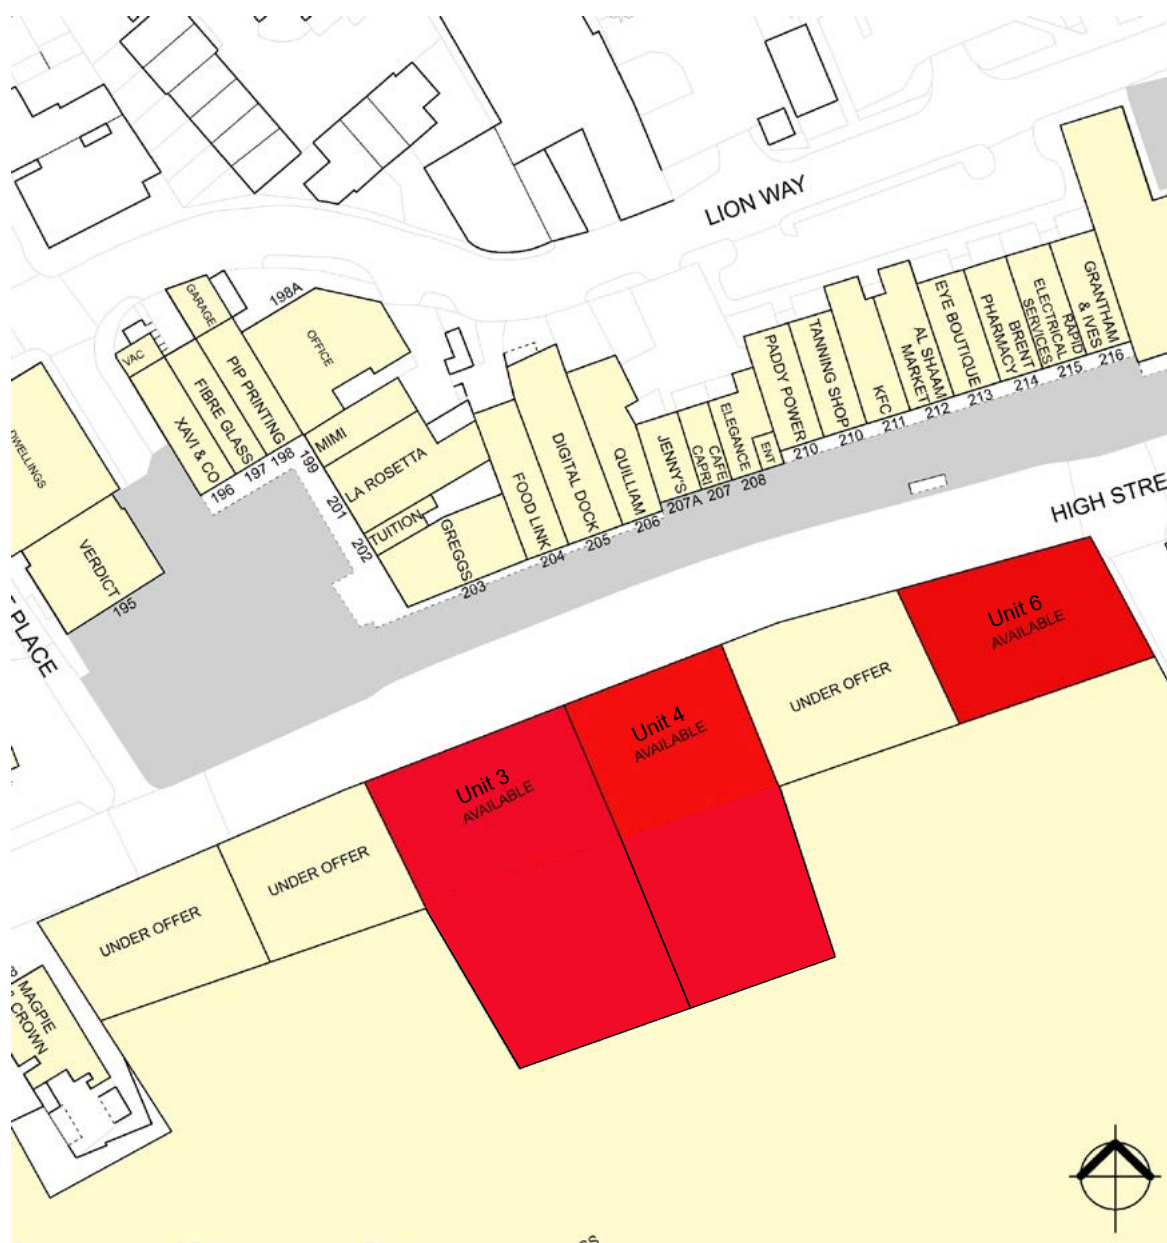 LION WAY
198A
GARAGE
OFFICE
VAC
PIP PRINTING
FIBRE GLASS
XAVI & CO
196
197
198
199
MIMI
LA ROSETTA
201
TUITION
202
GREGGS
203
FOOD LINK
204
DIGITAL DOCK
205
QUILLIAM
206
JENNY'S
207A
CAFE
CAPRI
207
ELEGANCE
208
ENT
PADDY POWER
210
TANNING SHOP
210
KFC
211
AL SHAAM
MARKET
212
EYE BOUTIQUE
213
PHARMACY
BRENT
214
ELECTRICAL
SERVICES
RAPID
215
GRANTHAM
& IVES
216
HIGH STRE
DWELLINGS
VERDICT
195
PLACE
Unit 6
AVAILABLE
UNDER OFFER
Unit 4
AVAILABLE
Unit 3
AVAILABLE
UNDER OFFER
UNDER OFFER
MAGPIE
CROWN